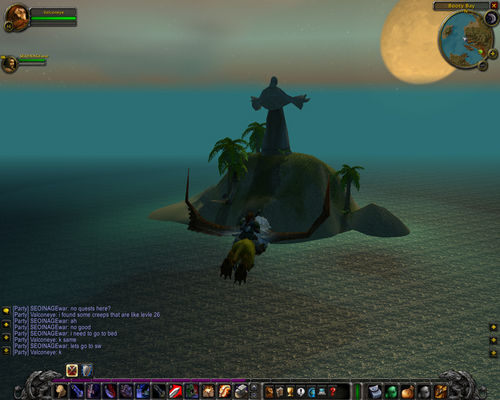 Valconeye
Booty Bay
[Party] SEOINAGEwar: no quests here?
[Party] Valconeye: i found some creeps that are like levle 26
[Party] SEOINAGEwar: ah
[Party] SEOINAGEwar: no good
[Party] SEOINAGEwar: i need to go to bed
[Party] Valconeye: k same
[Party] SEOINAGEwar: lets go to sw
[Party] Valconeye: k